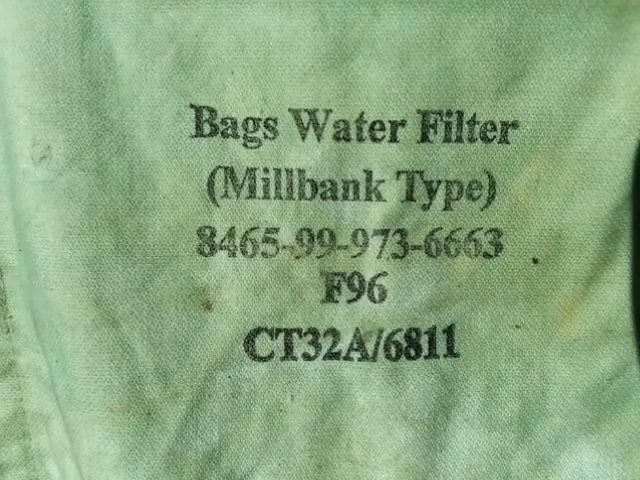 Bags Water Filter
(Millbank Type)
8465-99-973-6663
F96
CT32A/6811